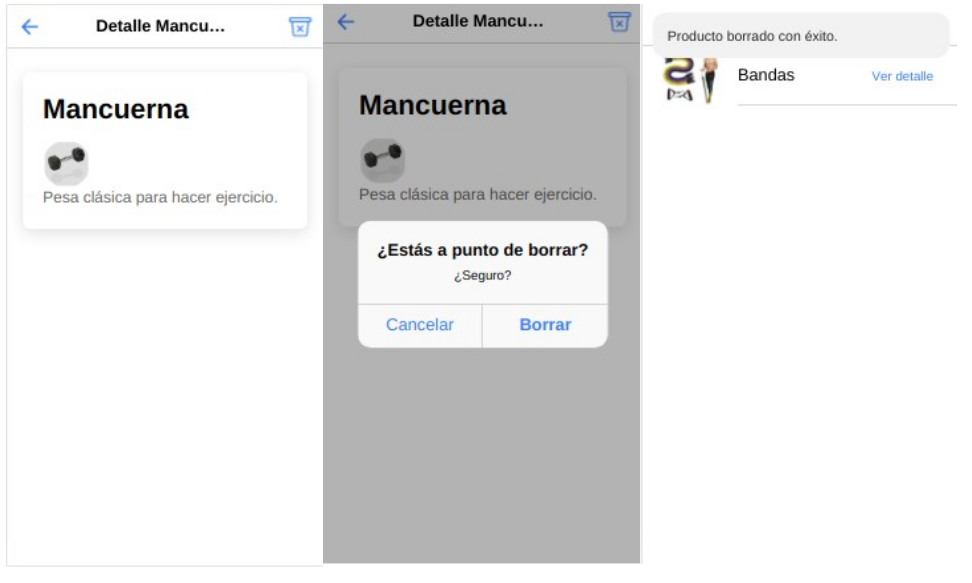 Detalle Mancu...
Mancuerna
Pesa clásica para hacer ejercicio.
Detalle Mancu...
Mancuerna
Pesa clásica para hacer ejercicio.
¿Estás a punto de borrar?
¿Seguro?
Cancelar Borrar
Producto borrado con éxito.
Bandas Ver detalle